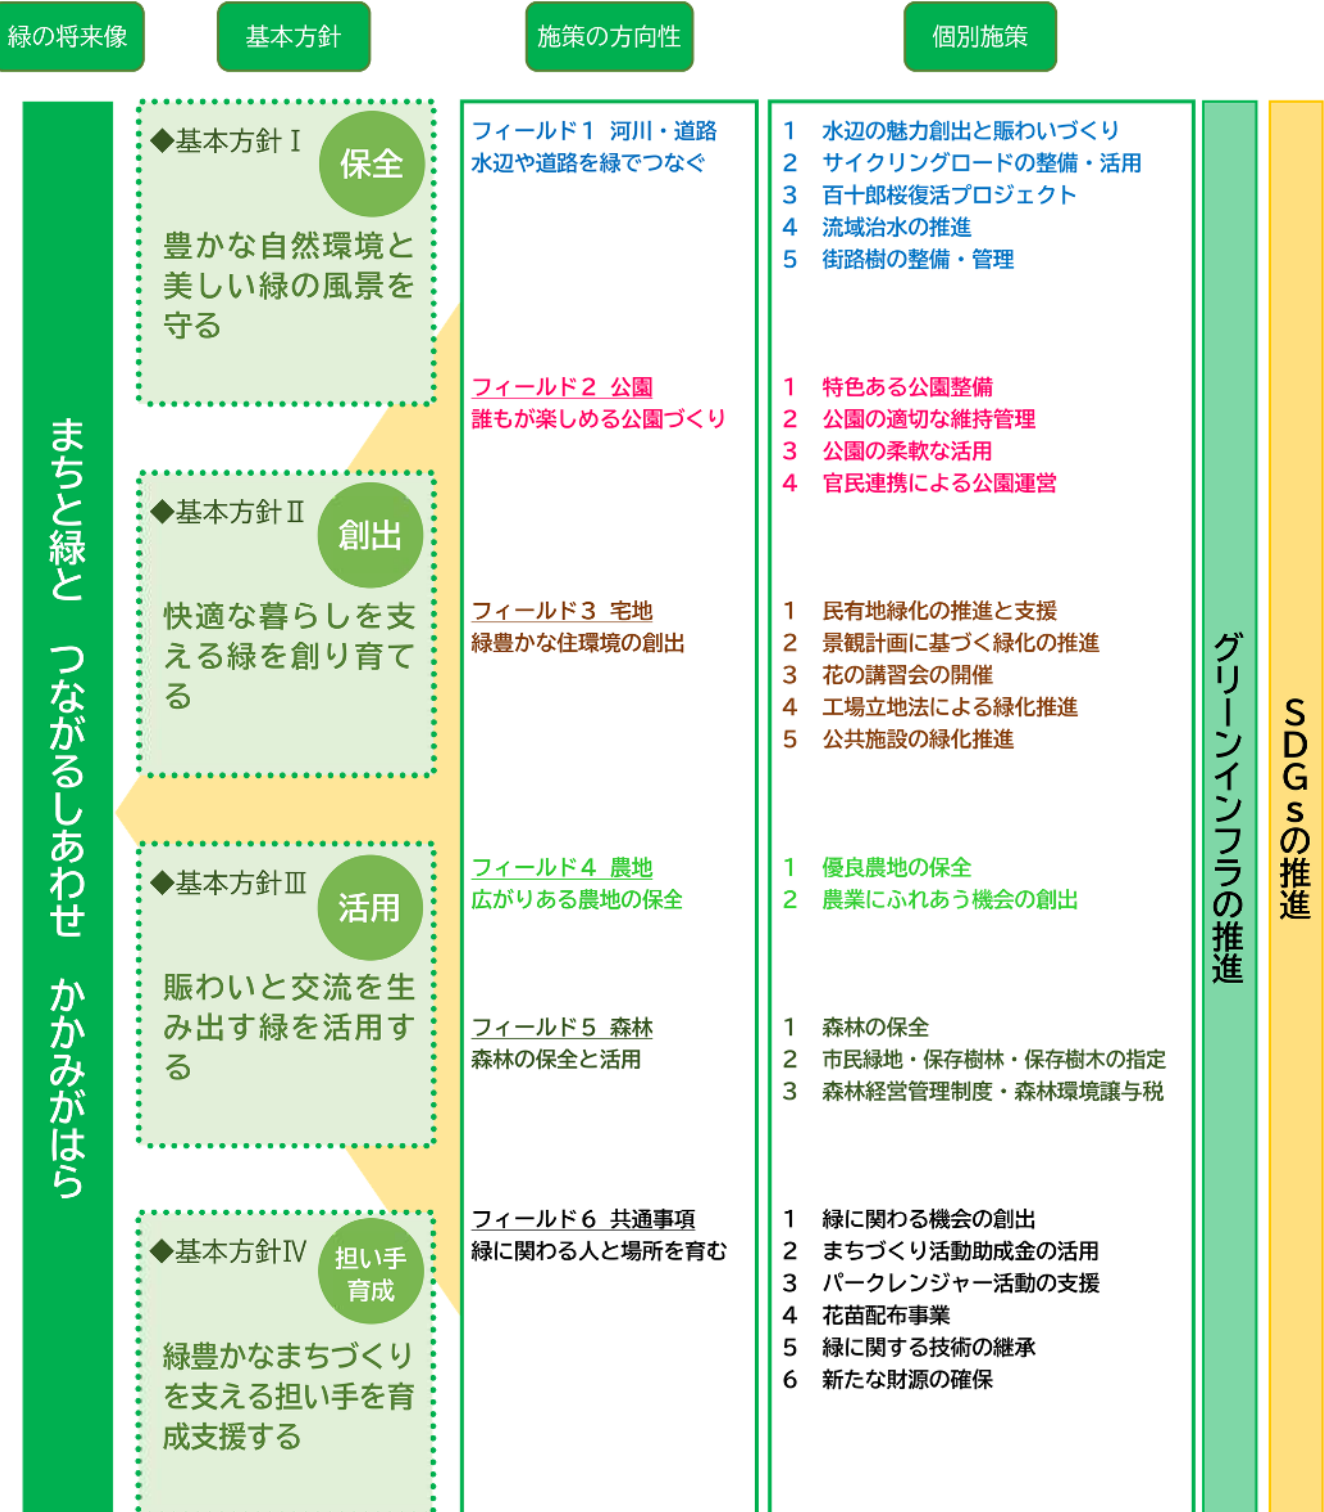 緑の将来像
基本方針
施策の方向性
個別施策
まちと緑と つながるしあわせ かかみがはら
◆基本方針Ⅰ
保全
豊かな自然環境と
美しい緑の風景を
守る
◆基本方針Ⅱ
創出
快適な暮らしを支
える緑を創り育て
る
◆基本方針Ⅲ
活用
賑わいと交流を生
み出す緑を活用す
る
◆基本方針Ⅳ
担い手
育成
緑豊かなまちづくり
を支える担い手を育
成支援する
フィールド1 河川・道路
水辺や道路を緑でつなぐ
1 水辺の魅力創出と賑わいづくり
2 サイクリングロードの整備・活用
3 百十郎桜復活プロジェクト
4 流域治水の推進
5 街路樹の整備・管理
フィールド2 公園
誰もが楽しめる公園づくり
1 特色ある公園整備
2 公園の適切な維持管理
3 公園の柔軟な活用
4 官民連携による公園運営
フィールド3 宅地
緑豊かな住環境の創出
1 民有地緑化の推進と支援
2 景観計画に基づく緑化の推進
3 花の講習会の開催
4 工場立地法による緑化推進
5 公共施設の緑化推進
フィールド4 農地
広がりある農地の保全
1 優良農地の保全
2 農業にふれあう機会の創出
フィールド5 森林
森林の保全と活用
1 森林の保全
2 市民緑地・保存樹林・保存樹木の指定
3 森林経営管理制度・森林環境譲与税
フィールド6 共通事項
緑に関わる人と場所を育む
1 緑に関わる機会の創出
2 まちづくり活動助成金の活用
3 パークレンジャー活動の支援
4 花苗配布事業
5 緑に関する技術の継承
6 新たな財源の確保
グリーンインフラの推進
SDGsの推進